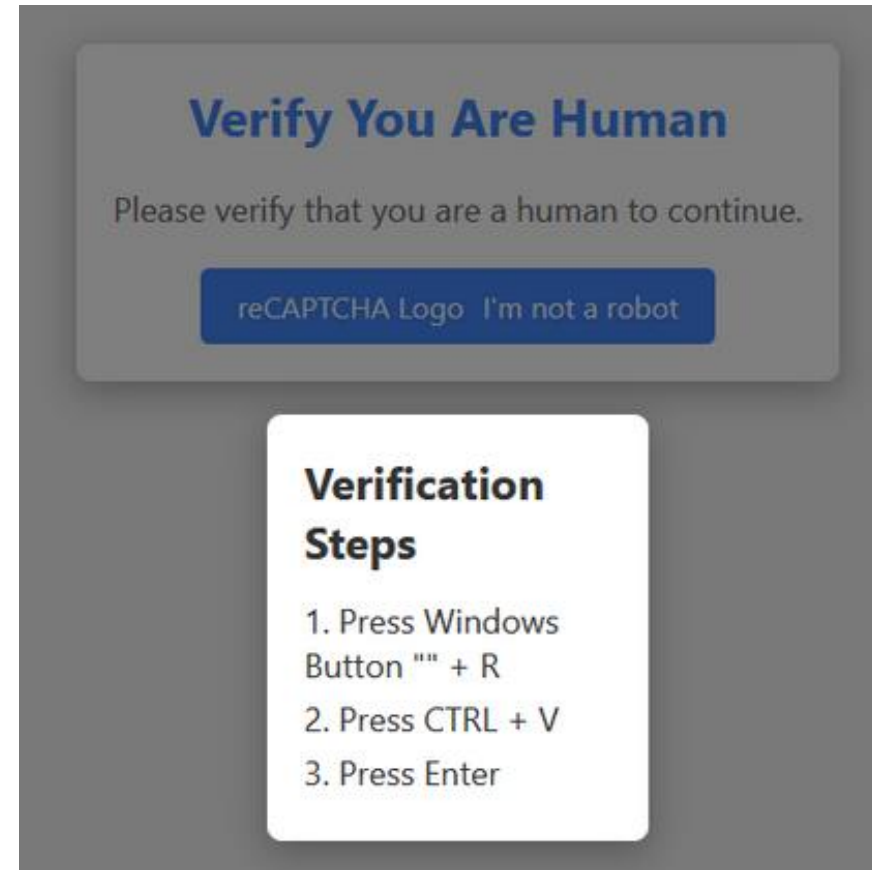 Verify You Are Human
Please verify that you are a human to continue.
reCAPTCHA Logo I'm not a robot
Verification
Steps
1. Press Windows
Button "" + R
2. Press CTRL + V
3. Press Enter